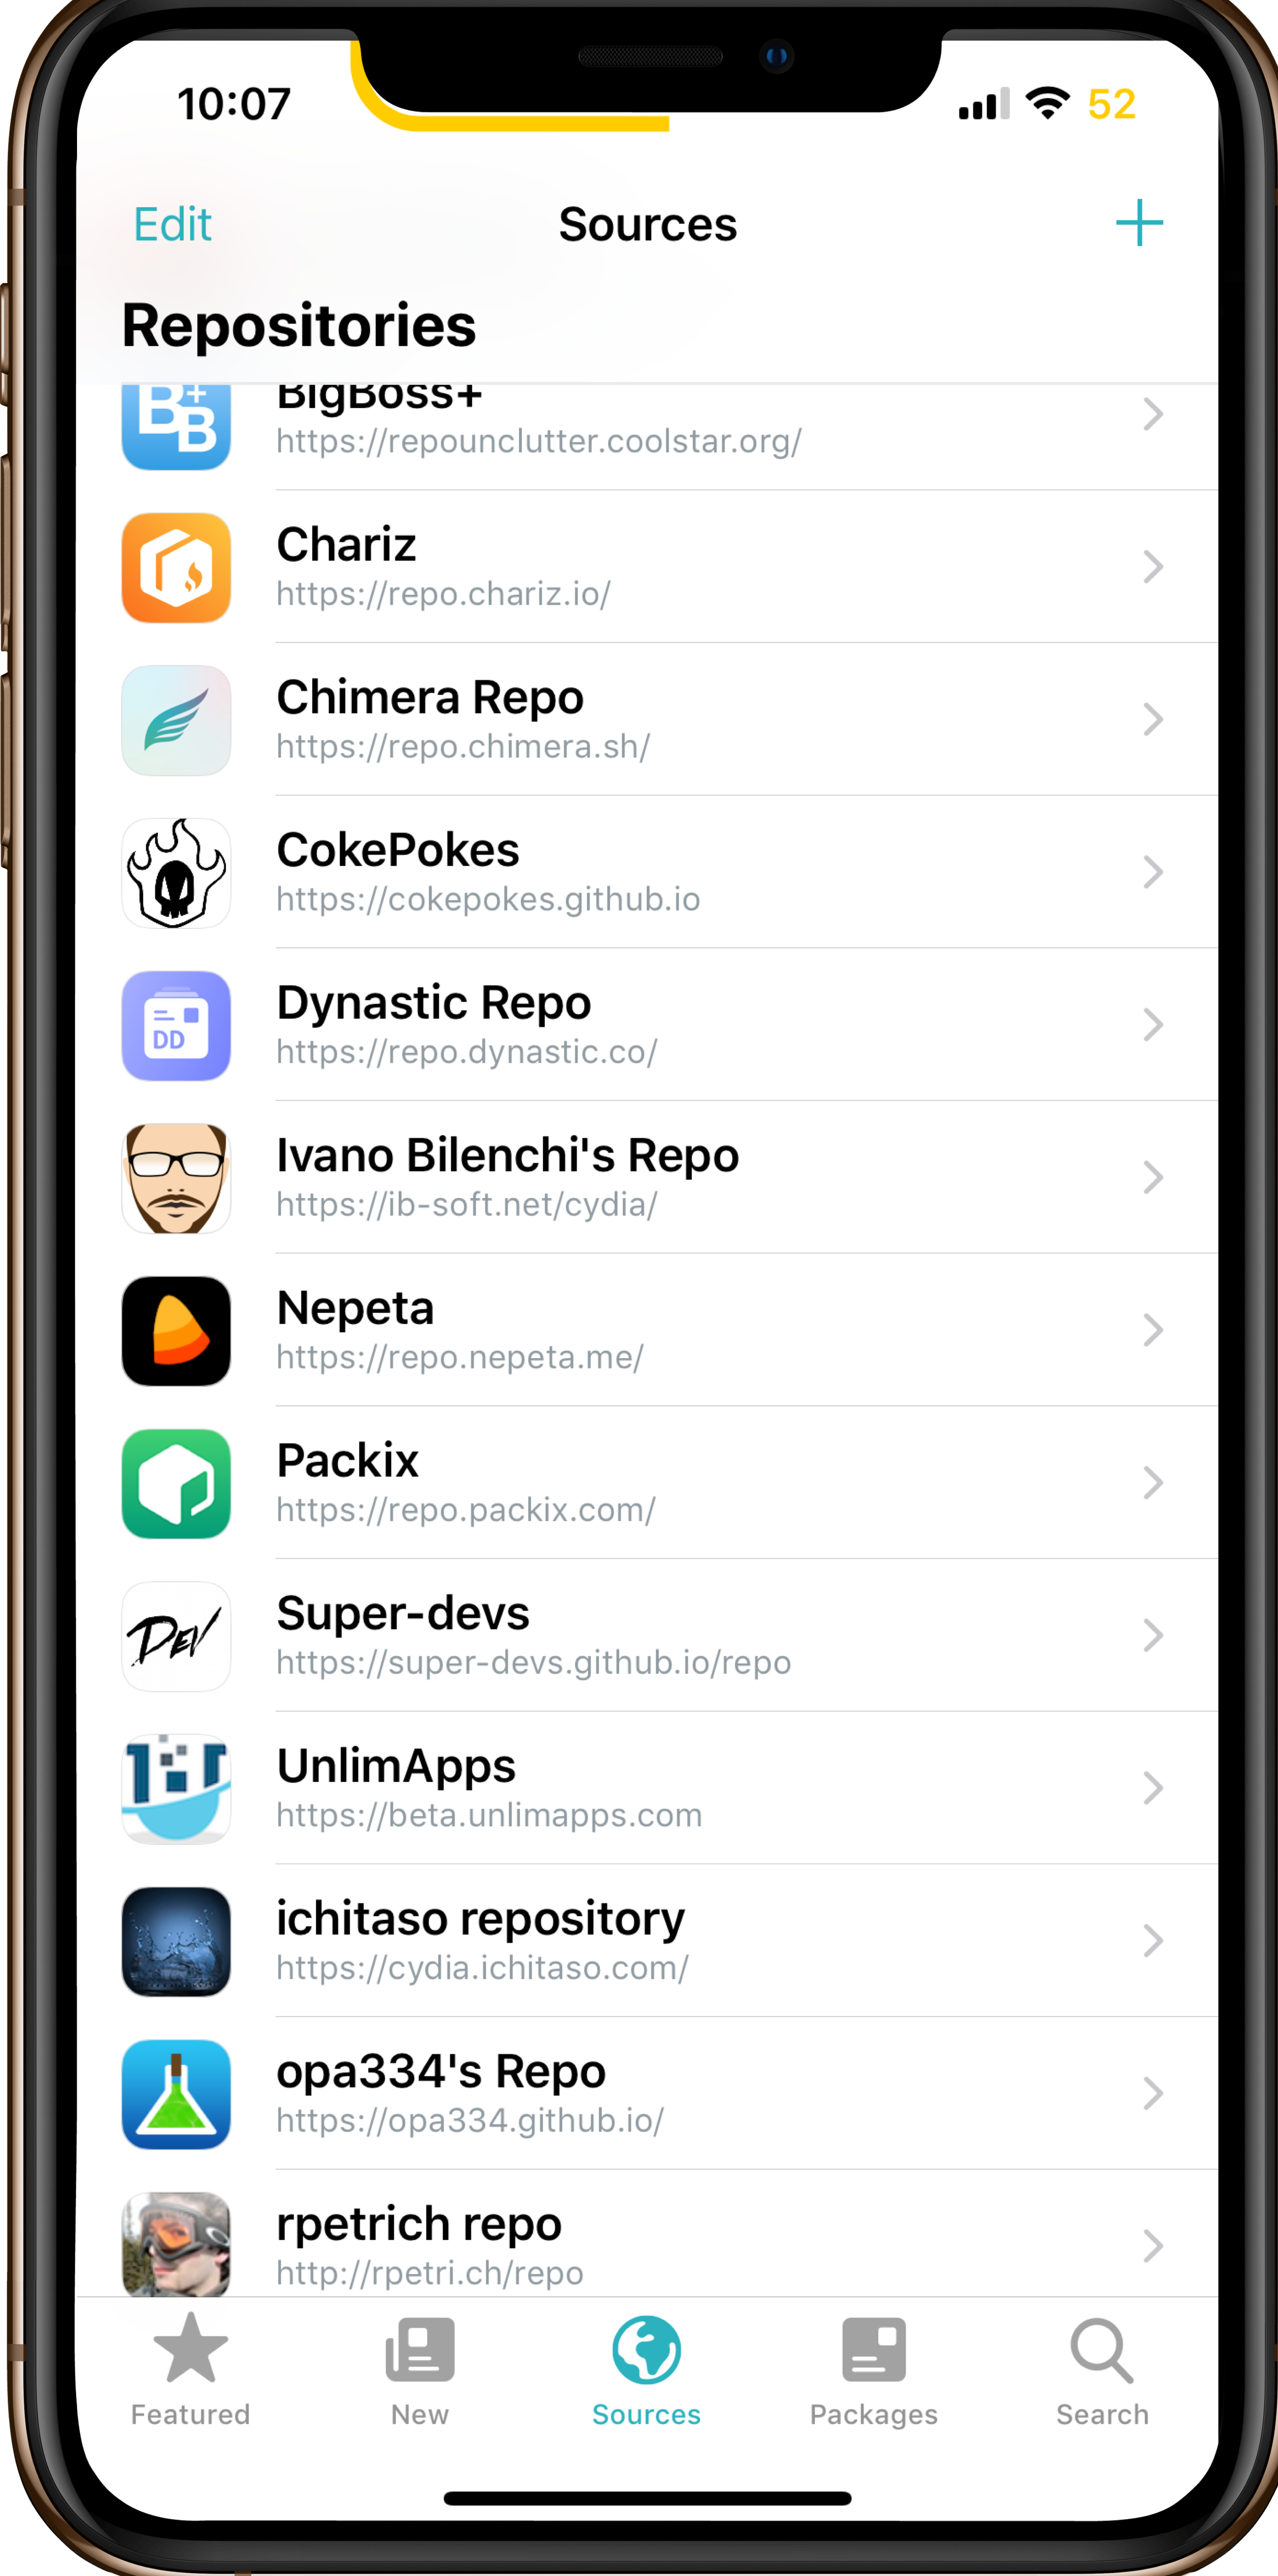 10:07
52
Edit
Sources
Repositories
BigBoss+
https://repounclutter.coolstar.org/
Chariz
https://repo.chariz.io/
Chimera Repo
https://repo.chimera.sh/
CokePokes
https://cokepokes.github.io
Dynastic Repo
https://repo.dynastic.co/
DD
Ivano Bilenchi's Repo
https://ib-soft.net/cydia/
Nepeta
https://repo.nepeta.me/
Packix
https://repo.packix.com/
DEV
Super-devs
https://super-devs.github.io/repo
UnlimApps
https://beta.unlimapps.com
ichitaso repository
https://cydia.ichitaso.com/
opa334's Repo
https://opa334.github.io/
rpetrich repo
http://rpetri.ch/repo
Featured
New
Sources
Packages
Search